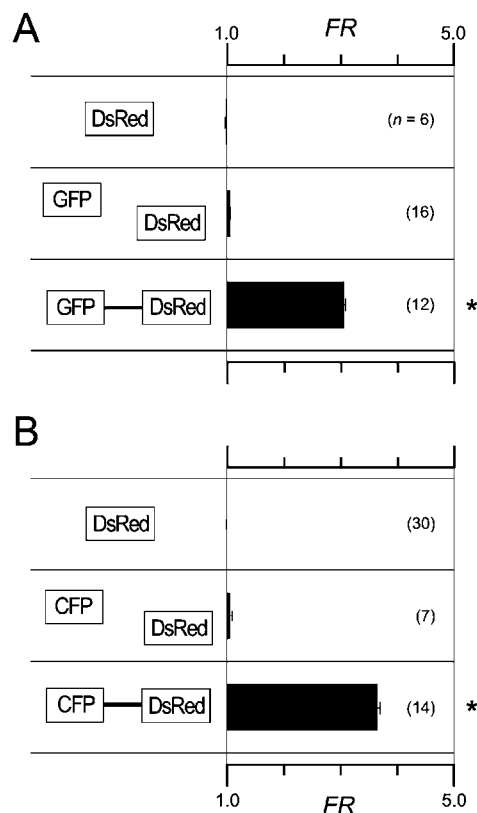 A
1.0 FR 5.0
DsRed (n = 6)
GFP
DsRed (16)
GFP DsRed (12) *
B
DsRed (30)
CFP
DsRed (7)
CFP DsRed (14) *
1.0 FR 5.0